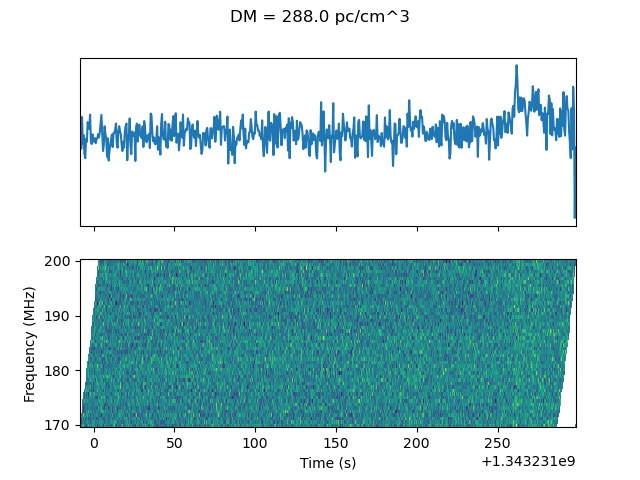 DM = 288.0 pc/cm^3
200
190
180
170
Frequency (MHz)
0 50 100 150 200 250
Time (s)
+1.343231e9